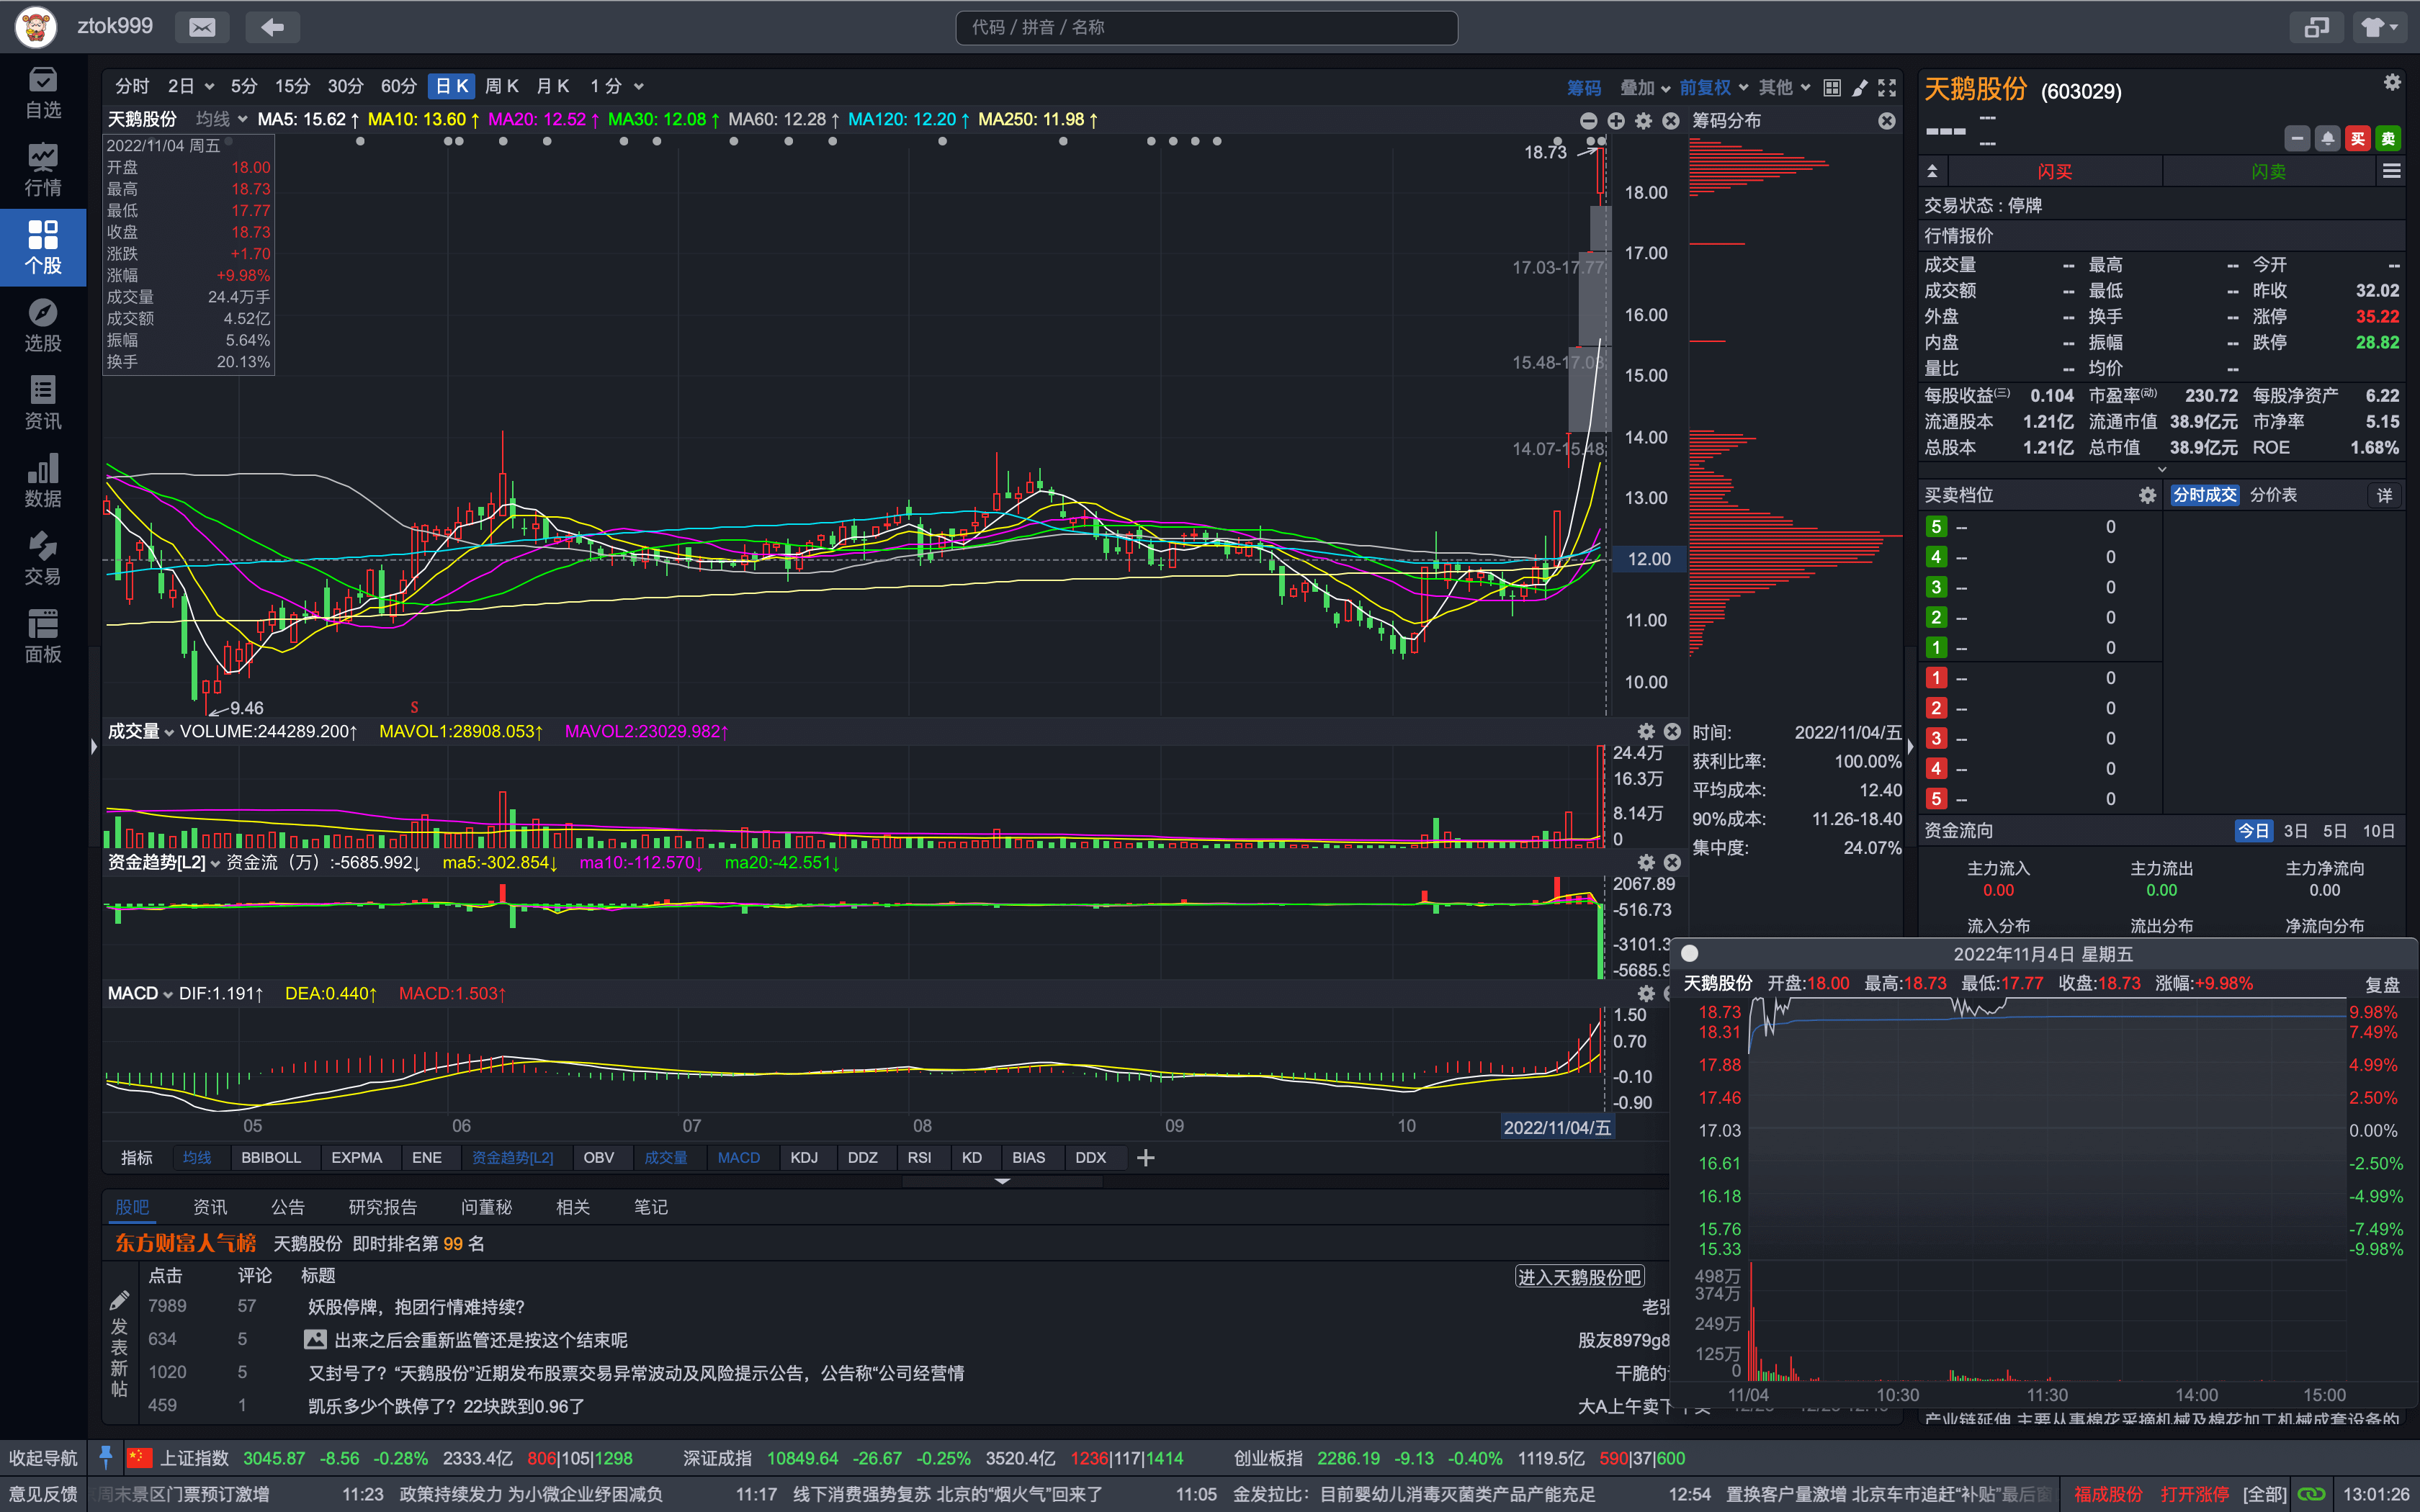 ztok999
代码 / 拼音 / 名称
自选
行情
个股
选股
资讯
数据
交易
面板
分时 2日 5分 15分 30分 60分 日K 周K 月K 1分 筹码 叠加 前复权 其他
天鹅股份 均线 MA5: 15.62↑ MA10: 13.60↑ MA20: 12.52↑ MA30: 12.08↑ MA60: 12.28↑ MA120: 12.20↑ MA250: 11.98↑
2022/11/04 周五
开盘 18.00
最高 18.73
最低 17.77
收盘 18.73
涨跌 +1.70
涨幅 +9.98%
成交量 24.4万手
成交额 4.52亿
振幅 5.64%
换手 20.13%
18.73
17.03-17.77
15.48-17.03
14.07-15.48
9.46
S
18.00
17.00
16.00
15.00
14.00
13.00
12.00
11.00
10.00
筹码分布
时间: 2022/11/04/五
获利比率: 100.00%
平均成本: 12.40
90%成本: 11.26-18.40
集中度: 24.07%
成交量 VOLUME:244289.200↑ MAVOL1:28908.053↑ MAVOL2:23029.982↑
24.4万
16.3万
8.14万
0
资金趋势[L2] 资金流（万）:-5685.992↓ ma5:-302.854↓ ma10:-112.570↓ ma20:-42.551↓
2067.89
-516.73
-3101.3
-5685.9
MACD DIF:1.191↑ DEA:0.440↑ MACD:1.503↑
1.50
0.70
-0.10
-0.90
05 06 07 08 09 10 2022/11/04/五
指标 均线 BBIBOLL EXPMA ENE 资金趋势[L2] OBV 成交量 MACD KDJ DDZ RSI KD BIAS DDX
股吧 资讯 公告 研究报告 问董秘 相关 笔记
东方财富人气榜 天鹅股份 即时排名第 99 名
点击 评论 标题 进入天鹅股份吧
发表新帖
7989 57 妖股停牌，抱团行情难持续？ 老张
634 5 出来之后会重新监管还是按这个结束呢 股友8979g8
1020 5 又封号了？“天鹅股份”近期发布股票交易异常波动及风险提示公告，公告称“公司经营情 干脆的
459 1 凯乐多少个跌停了？22块跌到0.96了 大A上午卖下午买
天鹅股份 (603029)
---
---
---
买
卖
闪买 闪卖
交易状态 : 停牌
行情报价
成交量 -- 最高 -- 今开 --
成交额 -- 最低 -- 昨收 32.02
外盘 -- 换手 -- 涨停 35.22
内盘 -- 振幅 -- 跌停 28.82
量比 -- 均价 --
每股收益(三) 0.104 市盈率(动) 230.72 每股净资产 6.22
流通股本 1.21亿 流通市值 38.9亿元 市净率 5.15
总股本 1.21亿 总市值 38.9亿元 ROE 1.68%
买卖档位 分时成交 分价表 详
5 -- 0
4 -- 0
3 -- 0
2 -- 0
1 -- 0
1 -- 0
2 -- 0
3 -- 0
4 -- 0
5 -- 0
资金流向 今日 3日 5日 10日
主力流入 主力流出 主力净流向
0.00 0.00 0.00
流入分布 流出分布 净流向分布
2022年11月4日 星期五
天鹅股份 开盘:18.00 最高:18.73 最低:17.77 收盘:18.73 涨幅:+9.98% 复盘
18.73 9.98%
18.31 7.49%
17.88 4.99%
17.46 2.50%
17.03 0.00%
16.61 -2.50%
16.18 -4.99%
15.76 -7.49%
15.33 -9.98%
498万
374万
249万
125万
0
11/04 10:30 11:30 14:00 15:00
产业链延伸,主要从事棉花采摘机械及棉花加工机械成套设备的
收起导航 上证指数 3045.87 -8.56 -0.28% 2333.4亿 806|105|1298 深证成指 10849.64 -26.67 -0.25% 3520.4亿 1236|117|1414 创业板指 2286.19 -9.13 -0.40% 1119.5亿 590|37|600
意见反馈 周末景区门票预订激增 11:23 政策持续发力 为小微企业纾困减负 11:17 线下消费强势复苏 北京的“烟火气”回来了 11:05 金发拉比：目前婴幼儿消毒灭菌类产品产能充足 12:54 置换客户量激增 北京车市追赶“补贴”最后窗 福成股份 打开涨停 [全部] 13:01:26